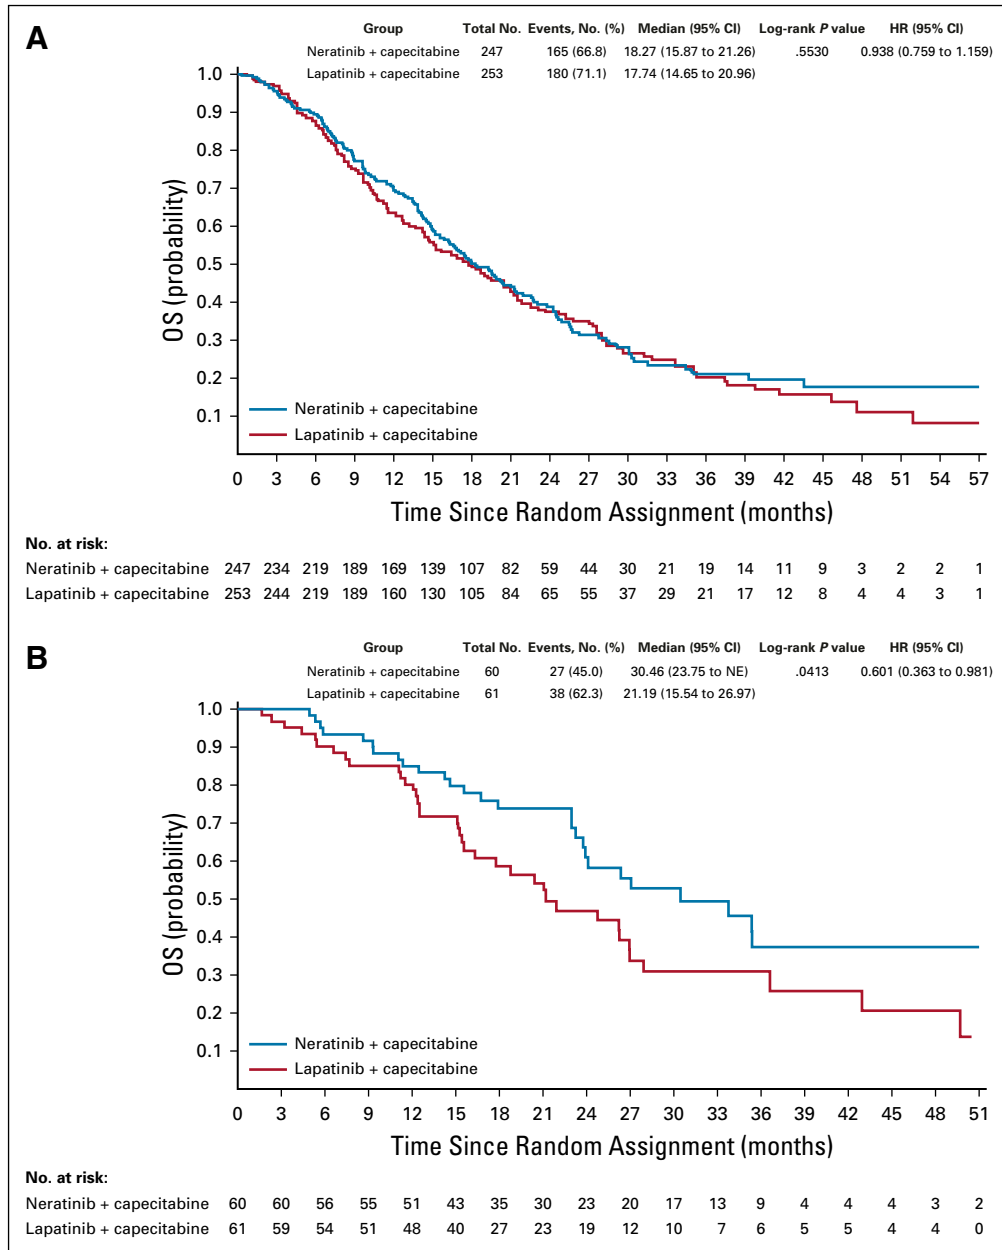 A
Group Total No. Events, No. (%) Median (95% CI) Log-rank P value HR (95% CI)
Neratinib + capecitabine 247 165 (66.8) 18.27 (15.87 to 21.26) .5530 0.938 (0.759 to 1.159)
Lapatinib + capecitabine 253 180 (71.1) 17.74 (14.65 to 20.96)
1.0
0.9
0.8
0.7
0.6
0.5
0.4
0.3
0.2
0.1
OS (probability)
Neratinib + capecitabine
Lapatinib + capecitabine
0 3 6 9 12 15 18 21 24 27 30 33 36 39 42 45 48 51 54 57
Time Since Random Assignment (months)
No. at risk:
Neratinib + capecitabine 247 234 219 189 169 139 107 82 59 44 30 21 19 14 11 9 3 2 2 1
Lapatinib + capecitabine 253 244 219 189 160 130 105 84 65 55 37 29 21 17 12 8 4 4 3 1
B
Group Total No. Events, No. (%) Median (95% CI) Log-rank P value HR (95% CI)
Neratinib + capecitabine 60 27 (45.0) 30.46 (23.75 to NE) .0413 0.601 (0.363 to 0.981)
Lapatinib + capecitabine 61 38 (62.3) 21.19 (15.54 to 26.97)
1.0
0.9
0.8
0.7
0.6
0.5
0.4
0.3
0.2
0.1
OS (probability)
Neratinib + capecitabine
Lapatinib + capecitabine
0 3 6 9 12 15 18 21 24 27 30 33 36 39 42 45 48 51
Time Since Random Assignment (months)
No. at risk:
Neratinib + capecitabine 60 60 56 55 51 43 35 30 23 20 17 13 9 4 4 4 3 2
Lapatinib + capecitabine 61 59 54 51 48 40 27 23 19 12 10 7 6 5 5 4 4 0